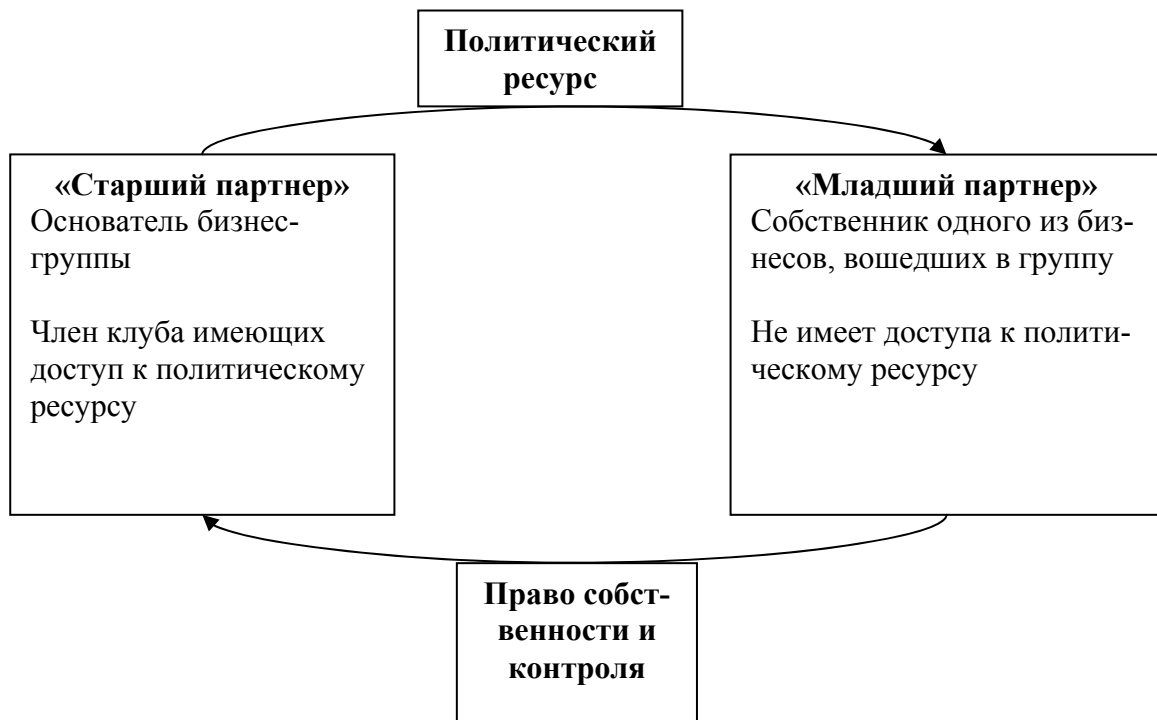 Политический
ресурс
«Старший партнер»
Основатель бизнес-
группы
Член клуба имеющих
доступ к политическому
ресурсу
«Младший партнер»
Собственник одного из биз-
несов, вошедших в группу
Не имеет доступа к полити-
ческому ресурсу
Право собст-
венности и
контроля